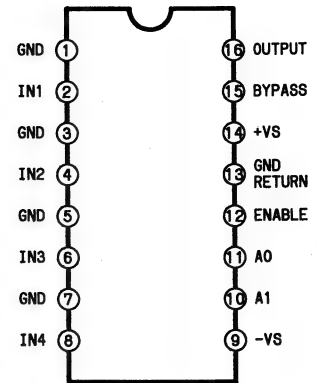 GND 1 16 OUTPUT
IN1 2 15 BYPASS
GND 3 14 +VS
IN2 4 13 GND RETURN
GND 5 12 ENABLE
IN3 6 11 A0
GND 7 10 A1
IN4 8 9 -VS